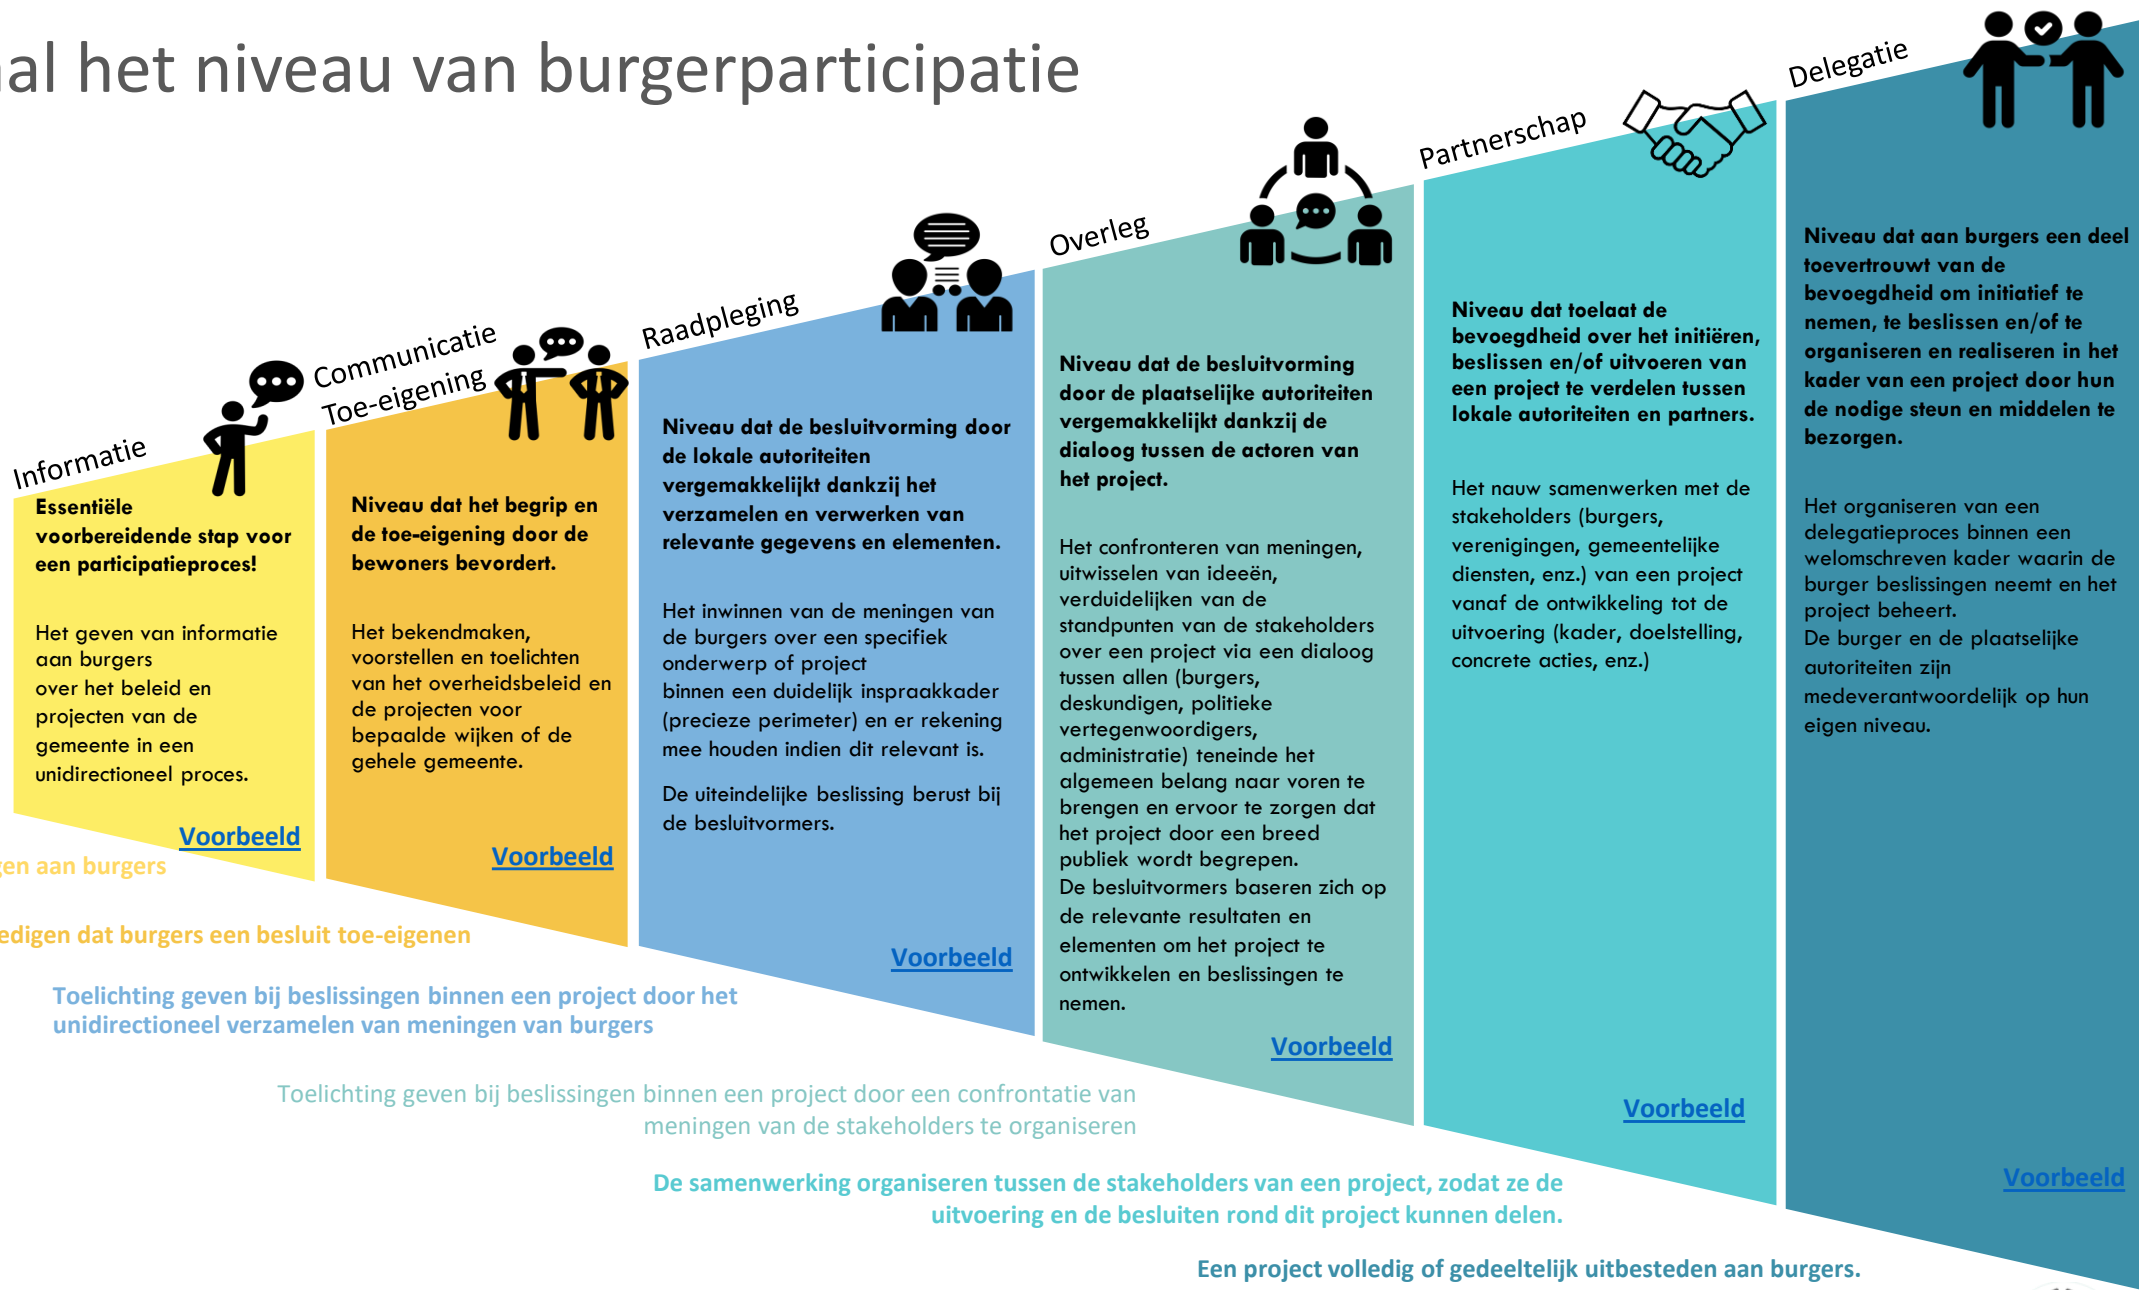 het niveau van burgerparticipatie
Informatie
Essentiële
voorbereidende stap voor
een participatieproces!
Het geven van informatie
aan burgers
over het beleid en
projecten van de
gemeente in een
unidirectioneel proces.
Voorbeeld
Communicatie
Toe-eigening
Niveau dat het begrip en
de toe-eigening door de
bewoners bevordert.
Het bekendmaken,
voorstellen en toelichten
van het overheidsbeleid en
de projecten voor
bepaalde wijken of de
gehele gemeente.
Voorbeeld
Raadpleging
Niveau dat de besluitvorming door
de lokale autoriteiten
vergemakkelijkt dankzij het
verzamelen en verwerken van
relevante gegevens en elementen.
Het inwinnen van de meningen van
de burgers over een specifiek
onderwerp of project
binnen een duidelijk inspraakkader
(precieze perimeter) en er rekening
mee houden indien dit relevant is.
De uiteindelijke beslissing berust bij
de besluitvormers.
Voorbeeld
Overleg
Niveau dat de besluitvorming
door de plaatselijke autoriteiten
vergemakkelijkt dankzij de
dialoog tussen de actoren van
het project.
Het confronteren van meningen,
uitwisselen van ideeën,
verduidelijken van de
standpunten van de stakeholders
over een project via een dialoog
tussen allen (burgers,
deskundigen, politieke
vertegenwoordigers,
administratie) teneinde het
algemeen belang naar voren te
brengen en ervoor te zorgen dat
het project door een breed
publiek wordt begrepen.
De besluitvormers baseren zich op
de relevante resultaten en
elementen om het project te
ontwikkelen en beslissingen te
nemen.
Voorbeeld
Partnerschap
Niveau dat toelaat de
bevoegdheid over het initiëren,
beslissen en/of uitvoeren van
een project te verdelen tussen
lokale autoriteiten en partners.
Het nauw samenwerken met de
stakeholders (burgers,
verenigingen, gemeentelijke
diensten, enz.) van een project
vanaf de ontwikkeling tot de
uitvoering (kader, doelstelling,
concrete acties, enz.)
Voorbeeld
Delegatie
Niveau dat aan burgers een deel
toevertrouwt van de
bevoegdheid om initiatief te
nemen, te beslissen en/of te
organiseren en realiseren in het
kader van een project door hun
de nodige steun en middelen te
bezorgen.
Het organiseren van een
delegatieproces binnen een
welomschreven kader waarin de
burger beslissingen neemt en het
project beheert.
De burger en de plaatselijke
autoriteiten zijn
medeverantwoordelijk op hun
eigen niveau.
Voorbeeld
aan burgers
dat burgers een besluit toe-eigenen
Toelichting geven bij beslissingen binnen een project door het
unidirectioneel verzamelen van meningen van burgers
Toelichting geven bij beslissingen binnen een project door een confrontatie van
meningen van de stakeholders te organiseren
De samenwerking organiseren tussen de stakeholders van een project, zodat ze de
uitvoering en de besluiten rond dit project kunnen delen.
Een project volledig of gedeeltelijk uitbesteden aan burgers.